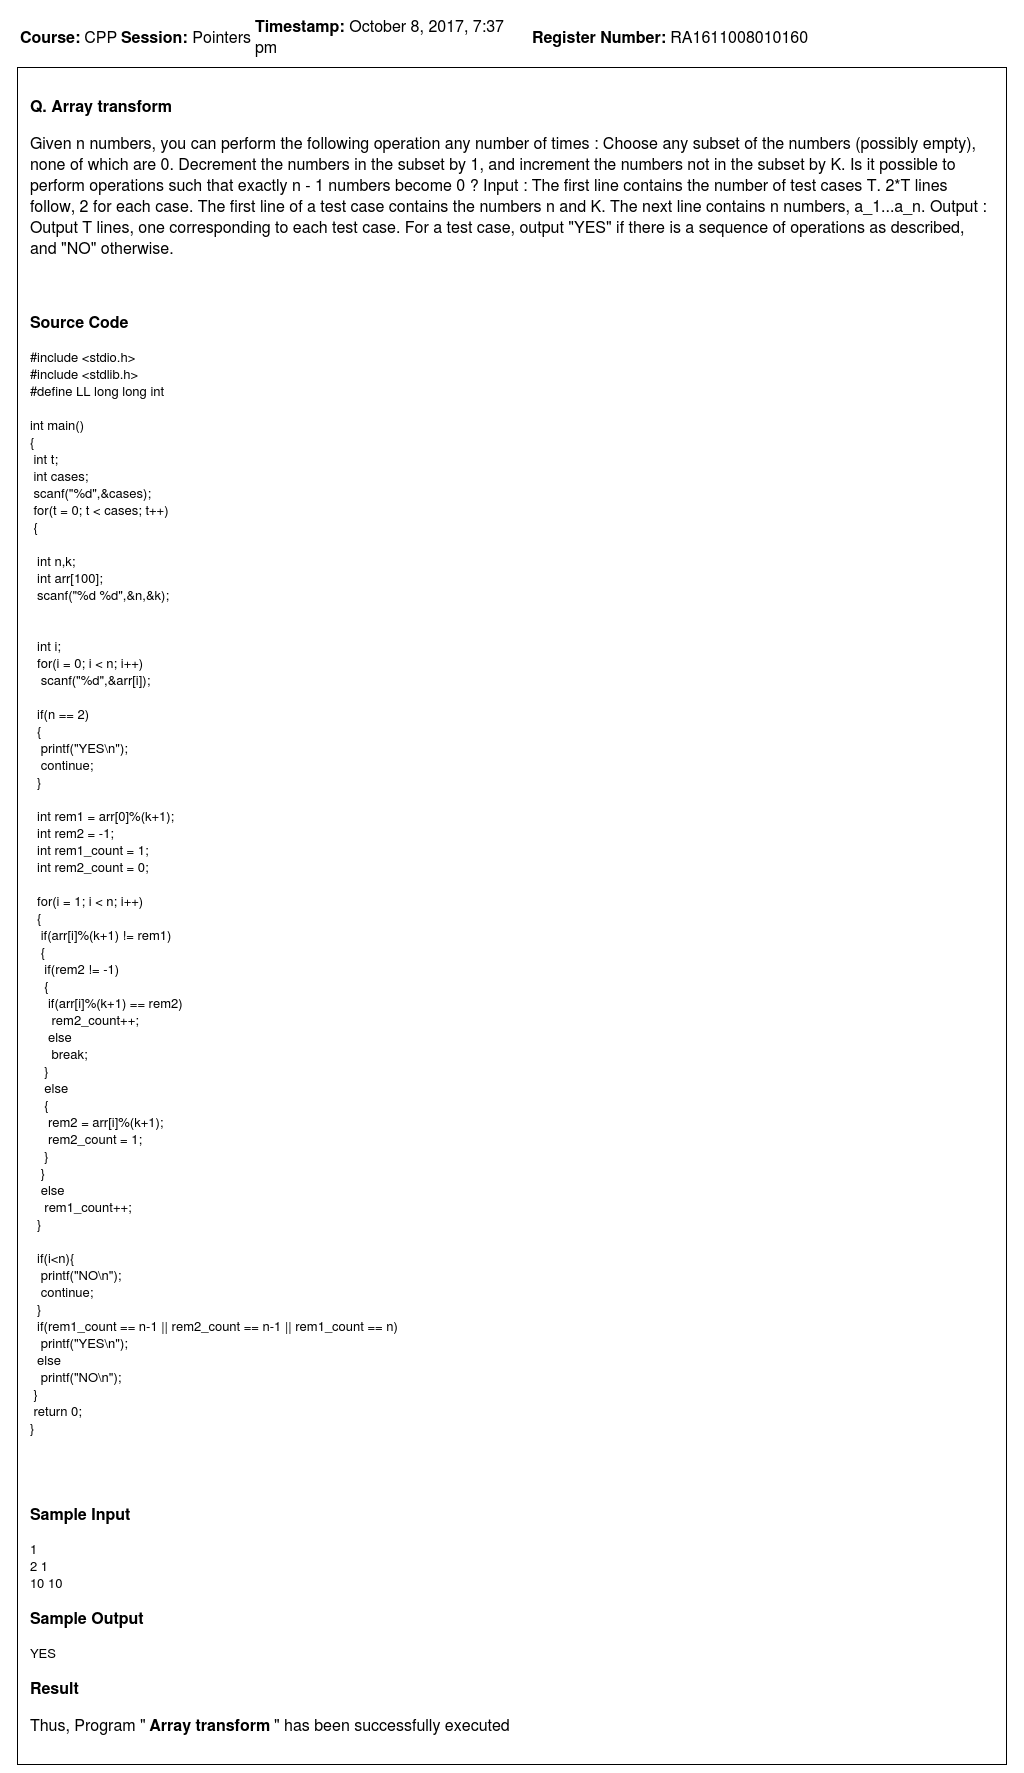 Course: CPP Session: Pointers Timestamp: October 8, 2017, 7:37 pm Register Number: RA1611008010160
Q. Array transform
Given n numbers, you can perform the following operation any number of times : Choose any subset of the numbers (possibly empty),
none of which are 0. Decrement the numbers in the subset by 1, and increment the numbers not in the subset by K. Is it possible to
perform operations such that exactly n - 1 numbers become 0 ? Input : The first line contains the number of test cases T. 2*T lines
follow, 2 for each case. The first line of a test case contains the numbers n and K. The next line contains n numbers, a_1...a_n. Output :
Output T lines, one corresponding to each test case. For a test case, output "YES" if there is a sequence of operations as described,
and "NO" otherwise.
Source Code
#include <stdio.h>
#include <stdlib.h>
#define LL long long int
int main()
{
int t;
int cases;
scanf("%d",&cases);
for(t = 0; t < cases; t++)
{
int n,k;
int arr[100];
scanf("%d %d",&n,&k);
int i;
for(i = 0; i < n; i++)
scanf("%d",&arr[i]);
if(n == 2)
{
printf("YES\n");
continue;
}
int rem1 = arr[0]%(k+1);
int rem2 = -1;
int rem1_count = 1;
int rem2_count = 0;
for(i = 1; i < n; i++)
{
if(arr[i]%(k+1) != rem1)
{
if(rem2 != -1)
{
if(arr[i]%(k+1) == rem2)
rem2_count++;
else
break;
}
else
{
rem2 = arr[i]%(k+1);
rem2_count = 1;
}
}
else
rem1_count++;
}
if(i<n){
printf("NO\n");
continue;
}
if(rem1_count == n-1 || rem2_count == n-1 || rem1_count == n)
printf("YES\n");
else
printf("NO\n");
}
return 0;
}
Sample Input
1
2 1
10 10
Sample Output
YES
Result
Thus, Program " Array transform " has been successfully executed